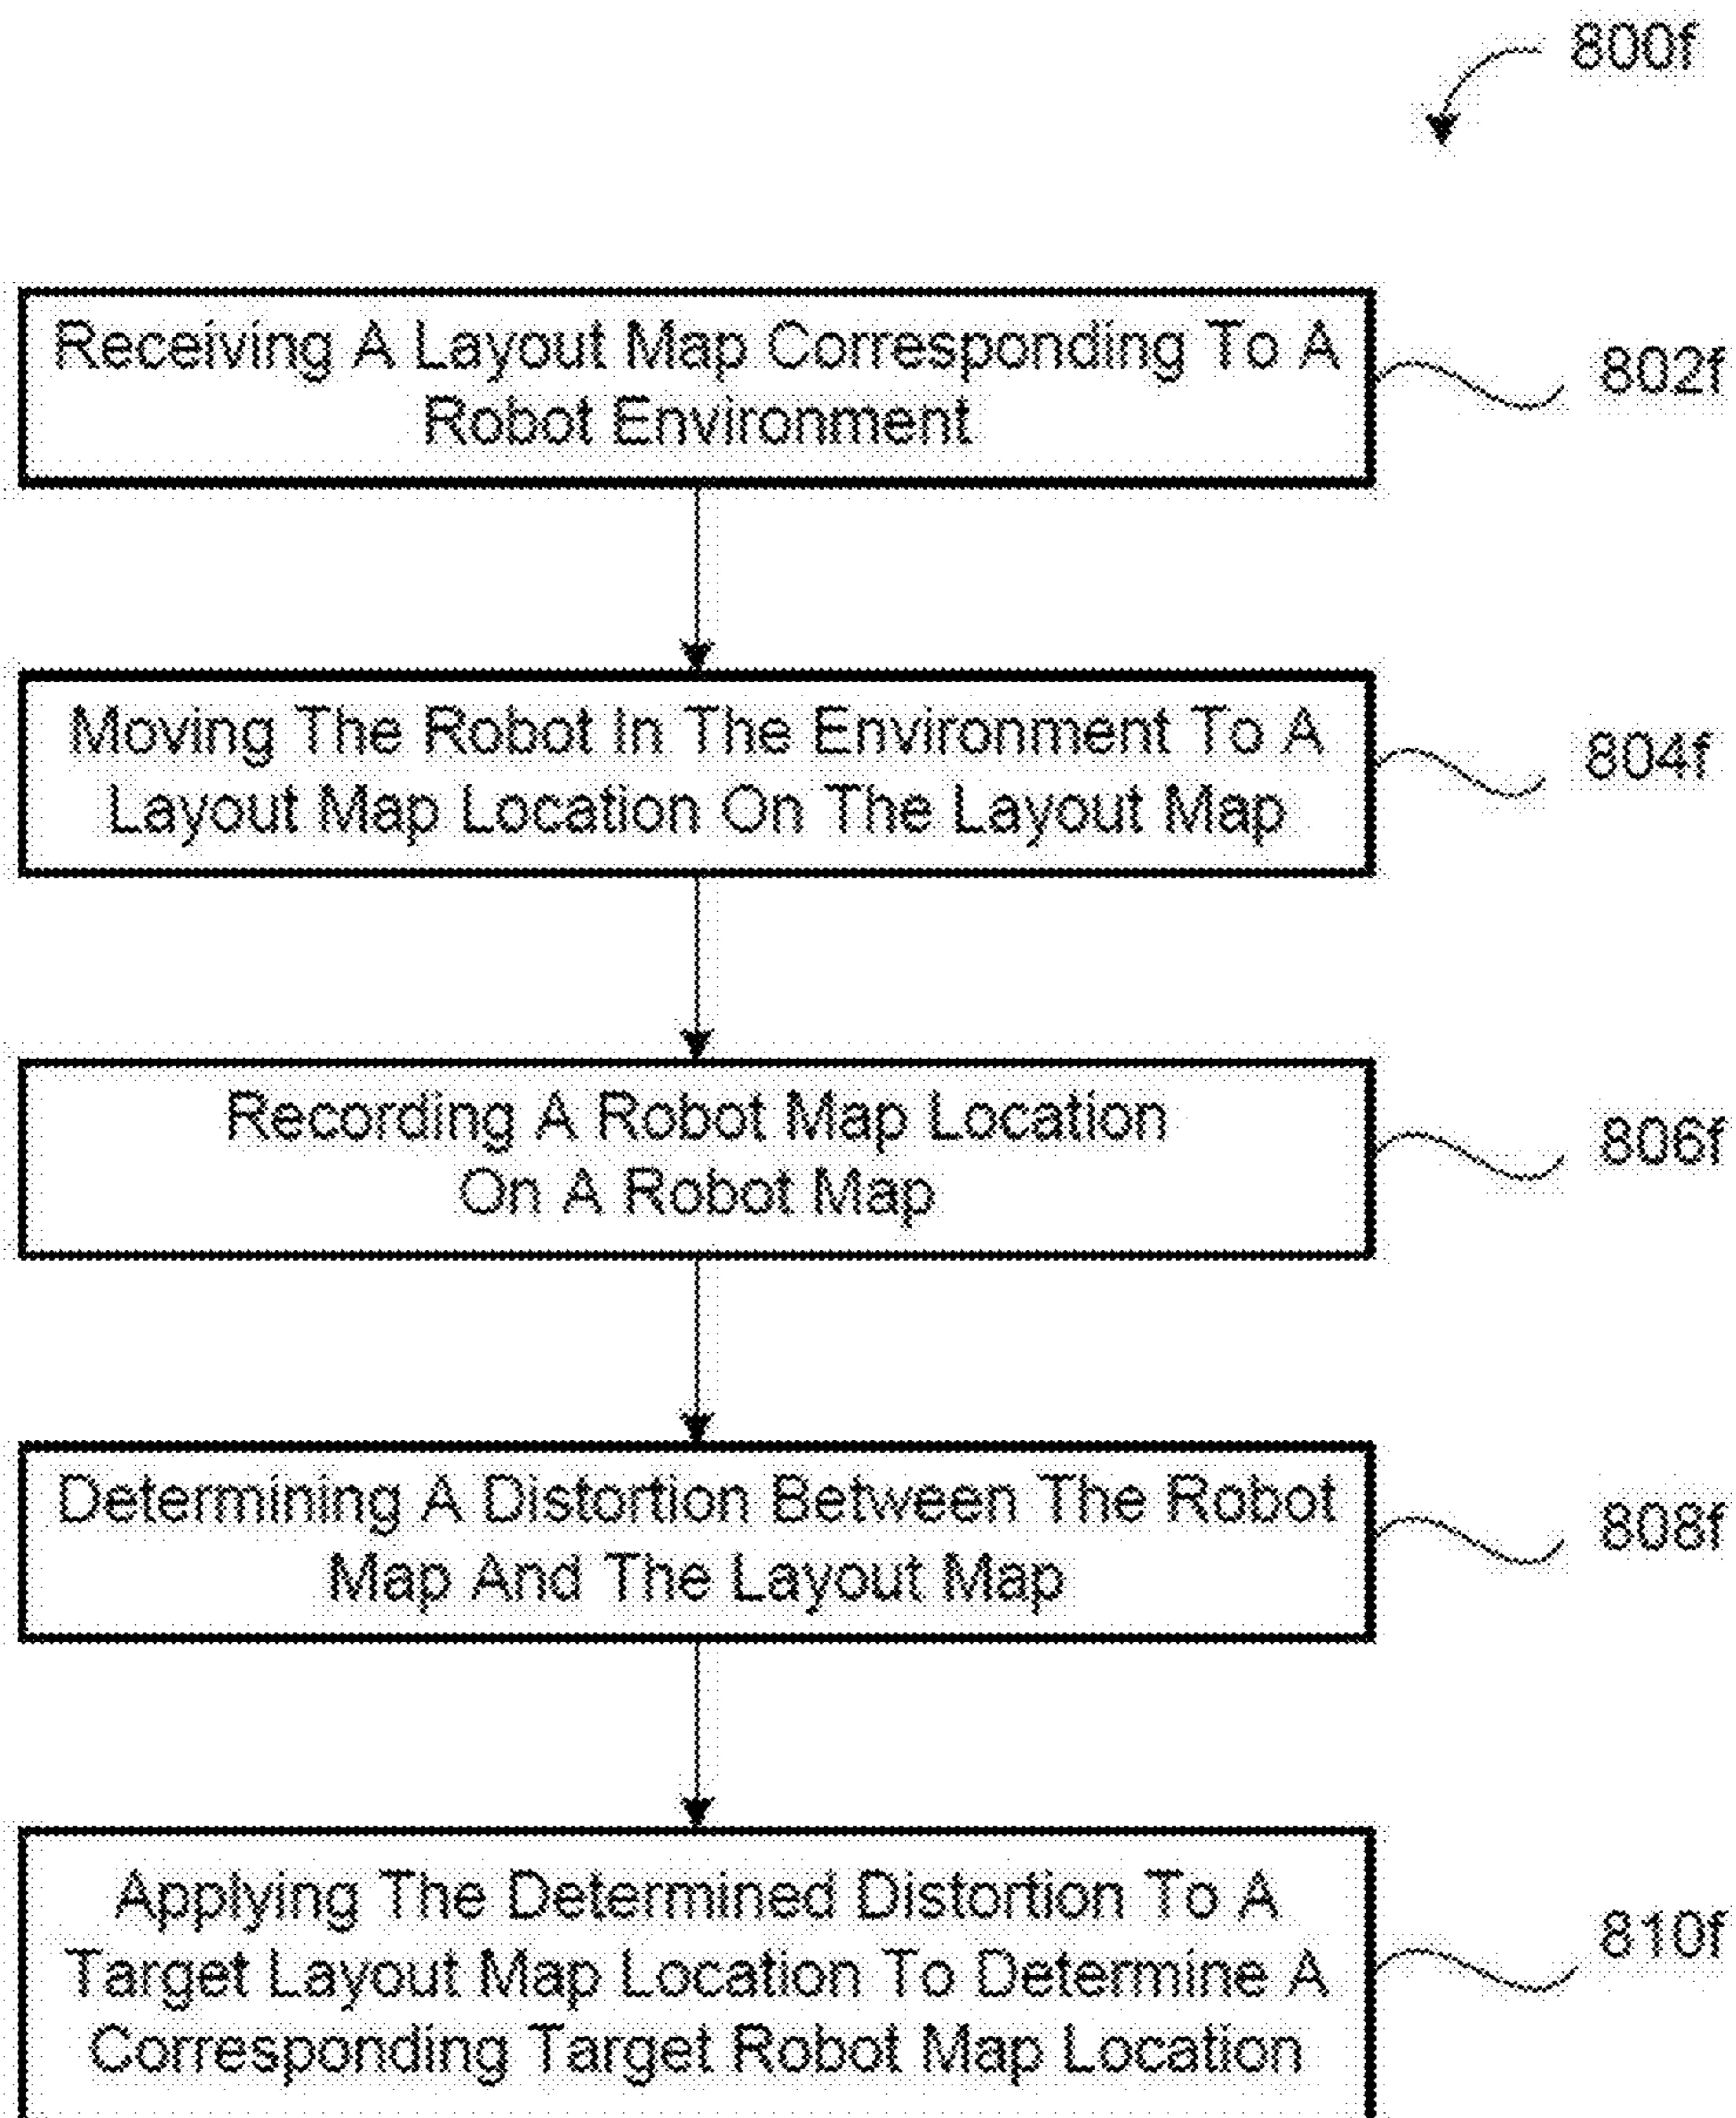 800f
Receiving A Layout Map Corresponding To A
Robot Environment
802f
Moving The Robot In The Environment To A
Layout Map Location On The Layout Map
804f
Recording A Robot Map Location
On A Robot Map
806f
Determining A Distortion Between The Robot
Map And The Layout Map
808f
Applying The Determined Distortion To A
Target Layout Map Location To Determine A
Corresponding Target Robot Map Location
810f